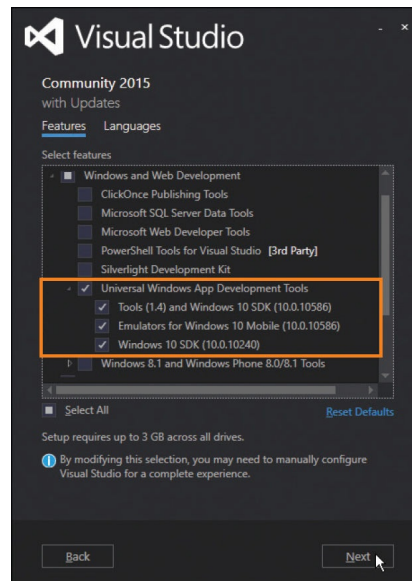 Visual Studio
Community 2015
with Updates
Features Languages
Select features
Windows and Web Development
ClickOnce Publishing Tools
Microsoft SQL Server Data Tools
Microsoft Web Developer Tools
PowerShell Tools for Visual Studio [3rd Party]
Silverlight Development Kit
Universal Windows App Development Tools
Tools (1.4) and Windows 10 SDK (10.0.10586)
Emulators for Windows 10 Mobile (10.0.10586)
Windows 10 SDK (10.0.10240)
Windows 8.1 and Windows Phone 8.0/8.1 Tools
Select All Reset Defaults
Setup requires up to 3 GB across all drives.
By modifying this selection, you may need to manually configure
Visual Studio for a complete experience.
Back Next